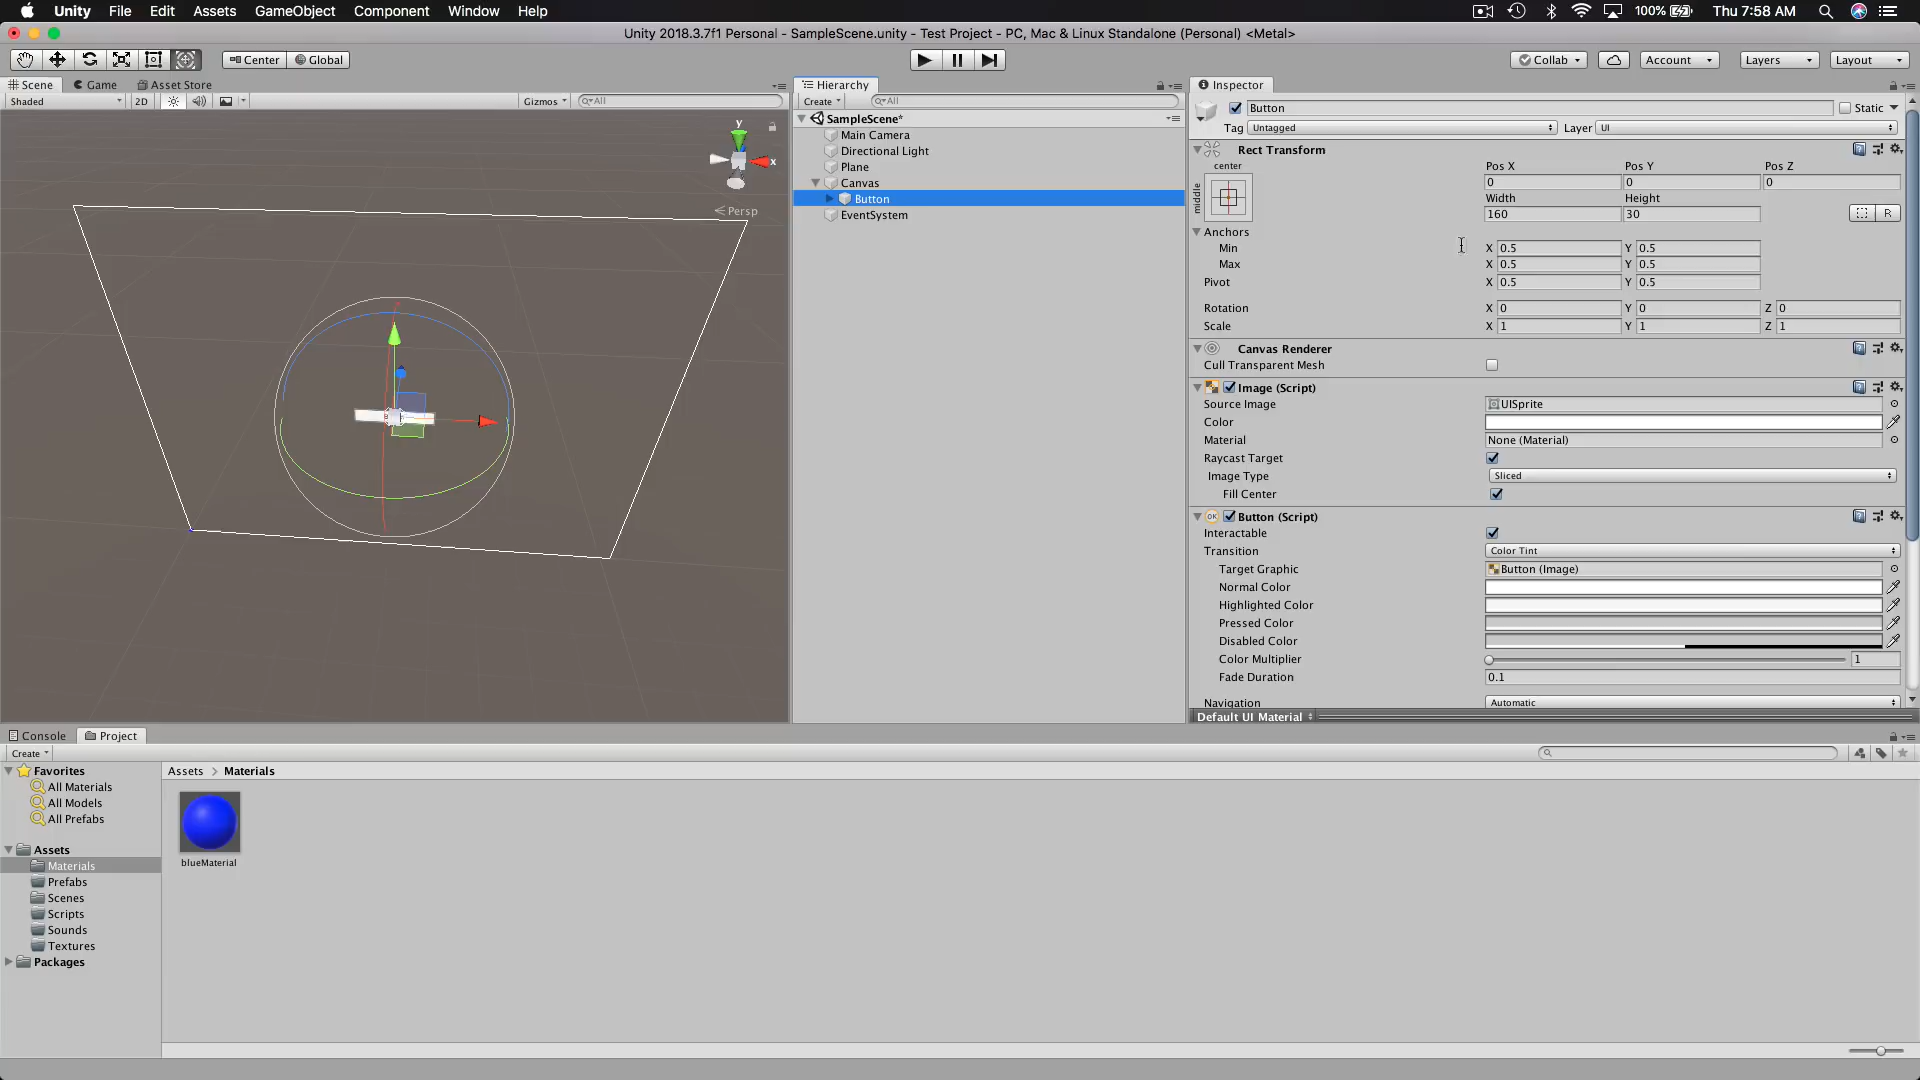 Unity File Edit Assets GameObject Component Window Help 100% Thu 7:58 AM
Unity 2018.3.7f1 Personal - SampleScene.unity - Test Project - PC, Mac & Linux Standalone (Personal) <Metal>
Center Global Collab Account Layers Layout
Scene Game Asset Store
Shaded 2D Gizmos All
y
x
Persp
Hierarchy
Create All
SampleScene*
Main Camera
Directional Light
Plane
Canvas
Button
EventSystem
Inspector
Button Static
Tag Untagged Layer UI
Rect Transform
center
middle
Pos X Pos Y Pos Z
0 0 0
Width Height
160 30 R
Anchors
Min X 0.5 Y 0.5
Max X 0.5 Y 0.5
Pivot X 0.5 Y 0.5
Rotation X 0 Y 0 Z 0
Scale X 1 Y 1 Z 1
Canvas Renderer
Cull Transparent Mesh
Image (Script)
Source Image UISprite
Color
Material None (Material)
Raycast Target
Image Type Sliced
Fill Center
OK Button (Script)
Interactable
Transition Color Tint
Target Graphic Button (Image)
Normal Color
Highlighted Color
Pressed Color
Disabled Color
Color Multiplier 1
Fade Duration 0.1
Navigation Automatic
Default UI Material
Console Project
Create
Favorites
All Materials
All Models
All Prefabs
Assets
Materials
Prefabs
Scenes
Scripts
Sounds
Textures
Packages
Assets > Materials
blueMaterial